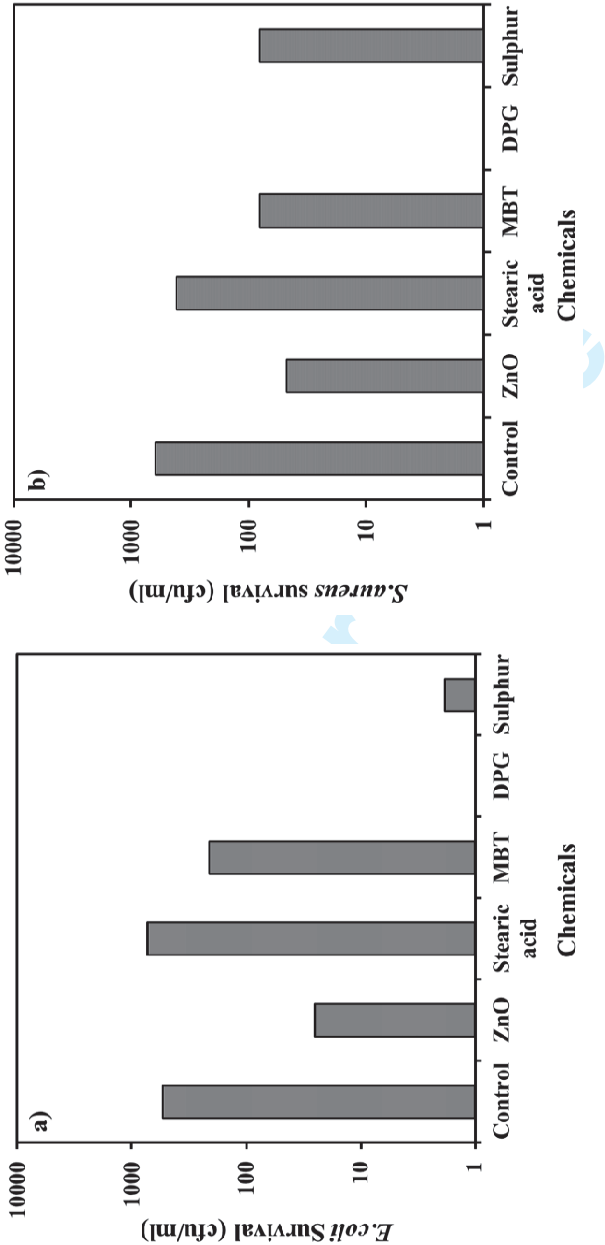 a)
10000
1000
100
10
1
E.coli Survival (cfu/ml)
Control ZnO Stearic acid MBT DPG Sulphur
Chemicals
b)
10000
1000
100
10
1
S.aureus survival (cfu/ml)
Control ZnO Stearic acid MBT DPG Sulphur
Chemicals